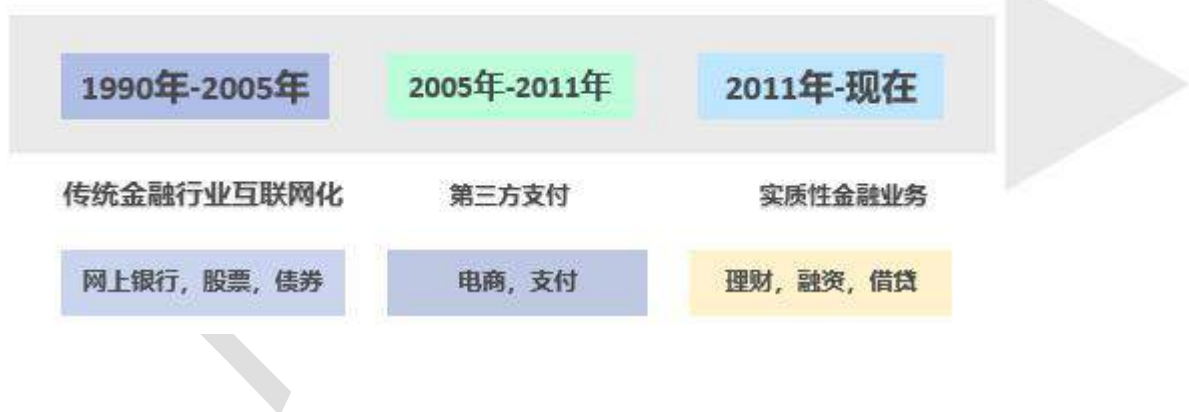 1990年-2005年 2005年-2011年 2011年-现在
传统金融行业互联网化 第三方支付 实质性金融业务
网上银行，股票，债券 电商，支付 理财，融资，借贷